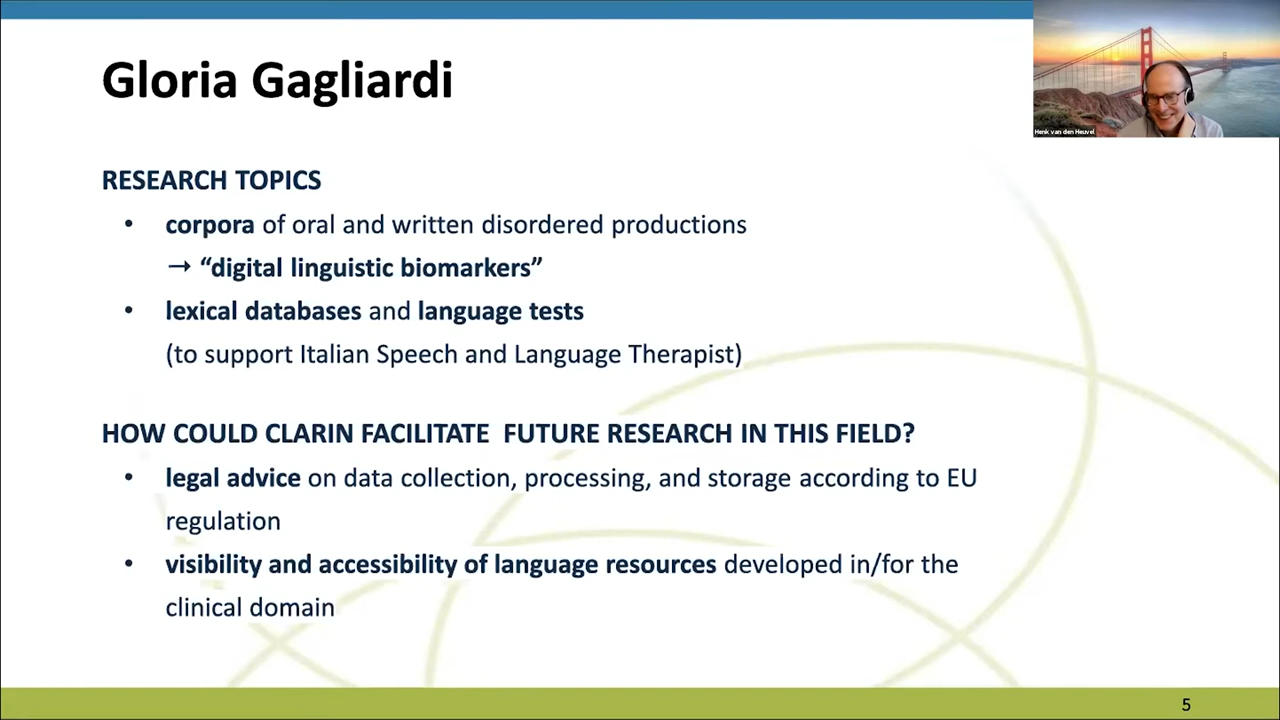 Gloria Gagliardi
Henk van den Heuvel
RESEARCH TOPICS
• corpora of oral and written disordered productions
→ “digital linguistic biomarkers”
• lexical databases and language tests
(to support Italian Speech and Language Therapist)
HOW COULD CLARIN FACILITATE  FUTURE RESEARCH IN THIS FIELD?
• legal advice on data collection, processing, and storage according to EU
regulation
• visibility and accessibility of language resources developed in/for the
clinical domain
5